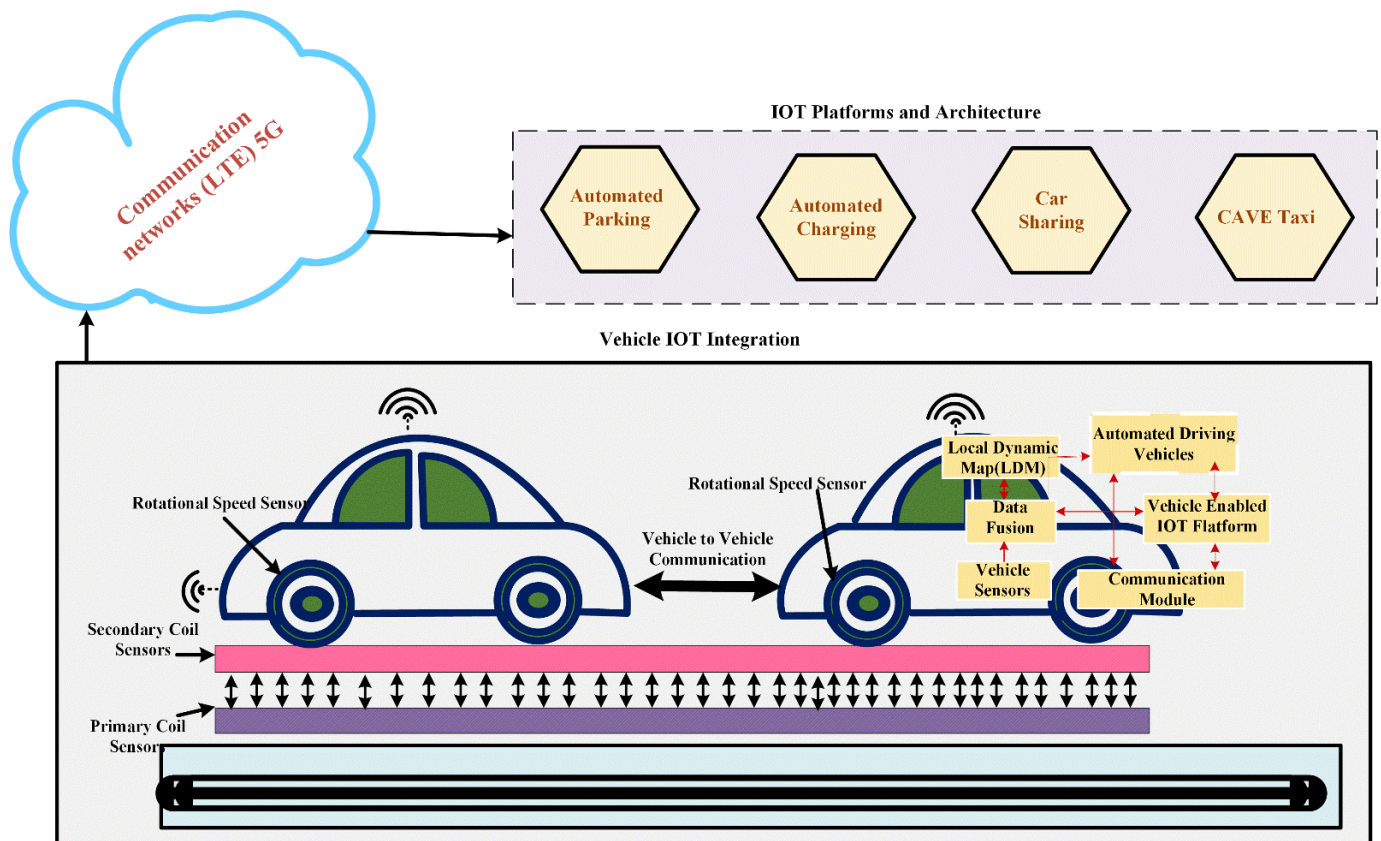 Communication
networks (LTE) 5G
IOT Platforms and Architecture
Automated
Parking
Automated
Charging
Car
Sharing
CAVE Taxi
Vehicle IOT Integration
Rotational Speed Sensor
Rotational Speed Sensor
Vehicle to Vehicle
Communication
Local Dynamic
Map(LDM)
Automated Driving
Vehicles
Data
Fusion
Vehicle Enabled
IOT Flatform
Vehicle
Sensors
Communication
Module
Secondary Coil
Sensors
Primary Coil
Sensors